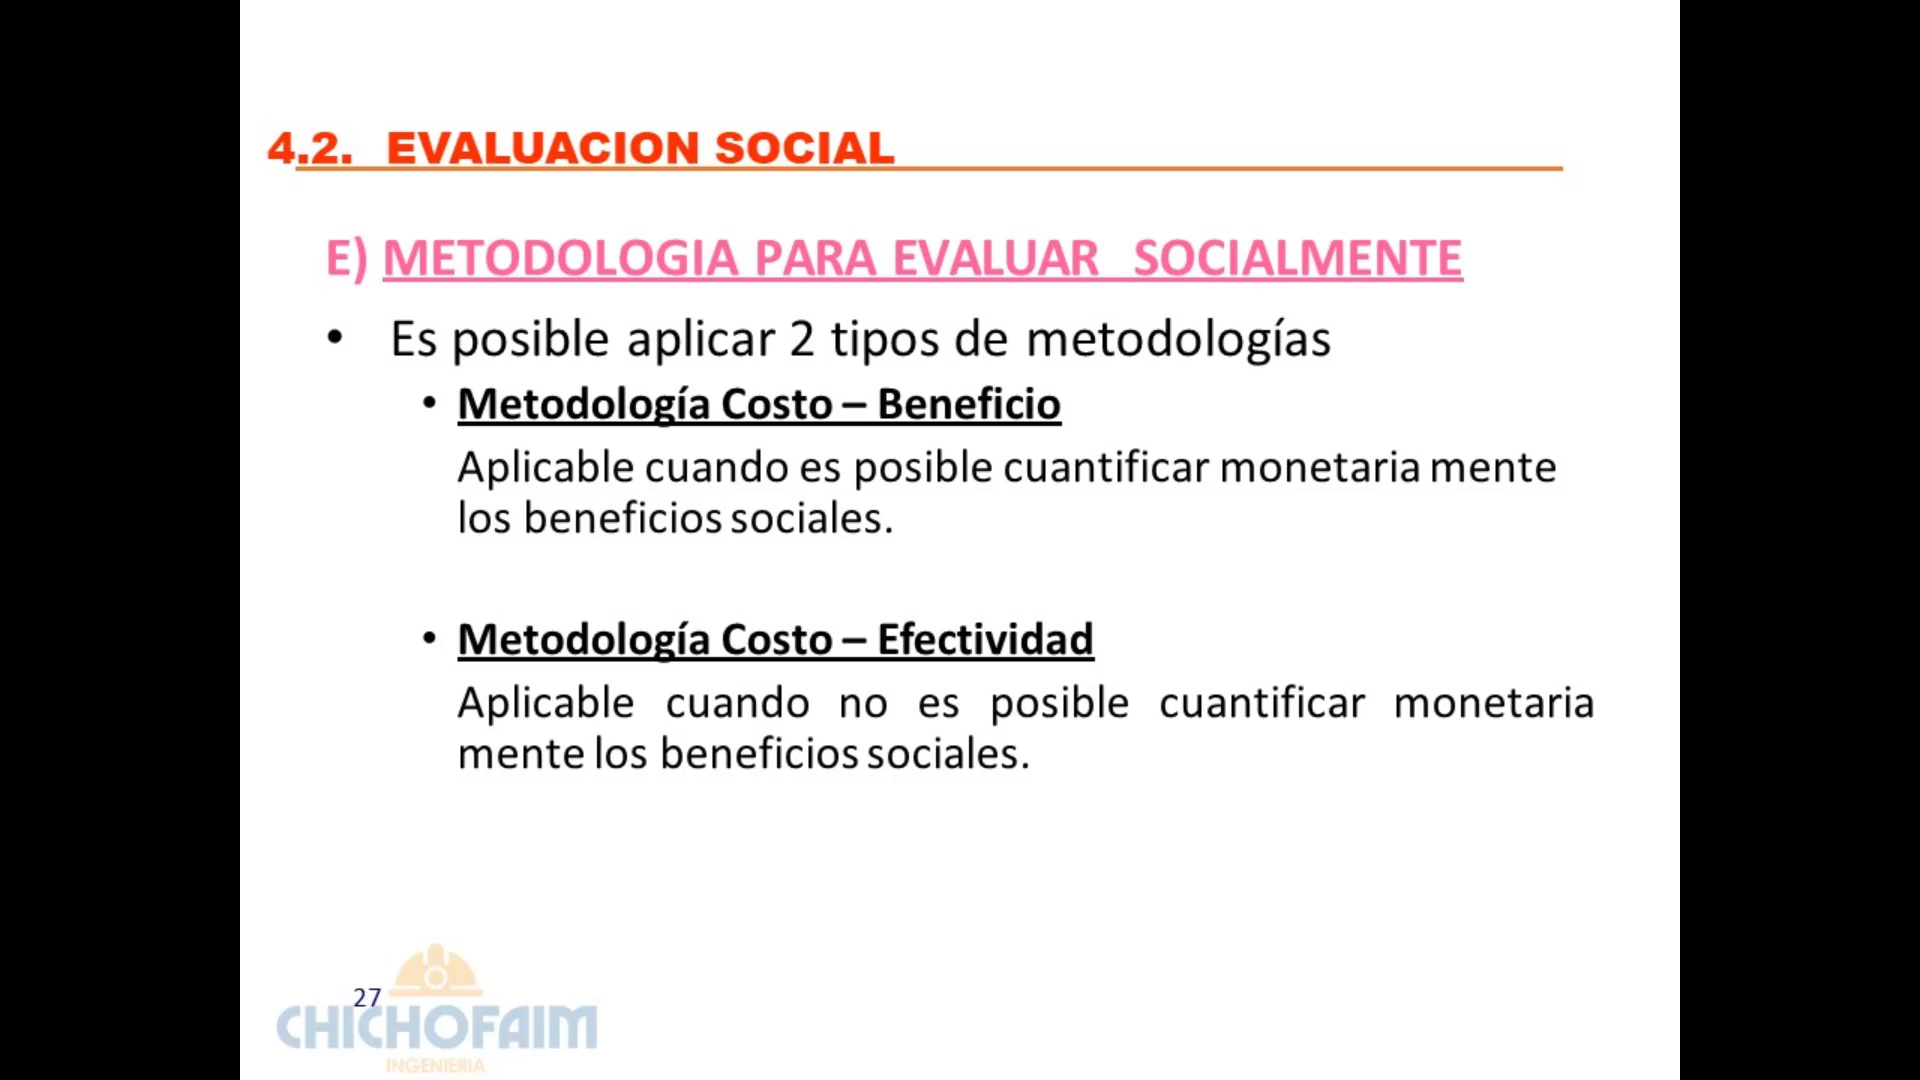 4.2. EVALUACION SOCIAL
E) METODOLOGIA PARA EVALUAR SOCIALMENTE
• Es posible aplicar 2 tipos de metodologías
• Metodología Costo – Beneficio
Aplicable cuando es posible cuantificar monetaria mente
los beneficios sociales.
• Metodología Costo – Efectividad
Aplicable cuando no es posible cuantificar monetaria
mente los beneficios sociales.
27
CHICHOFAIM
INGENIERIA